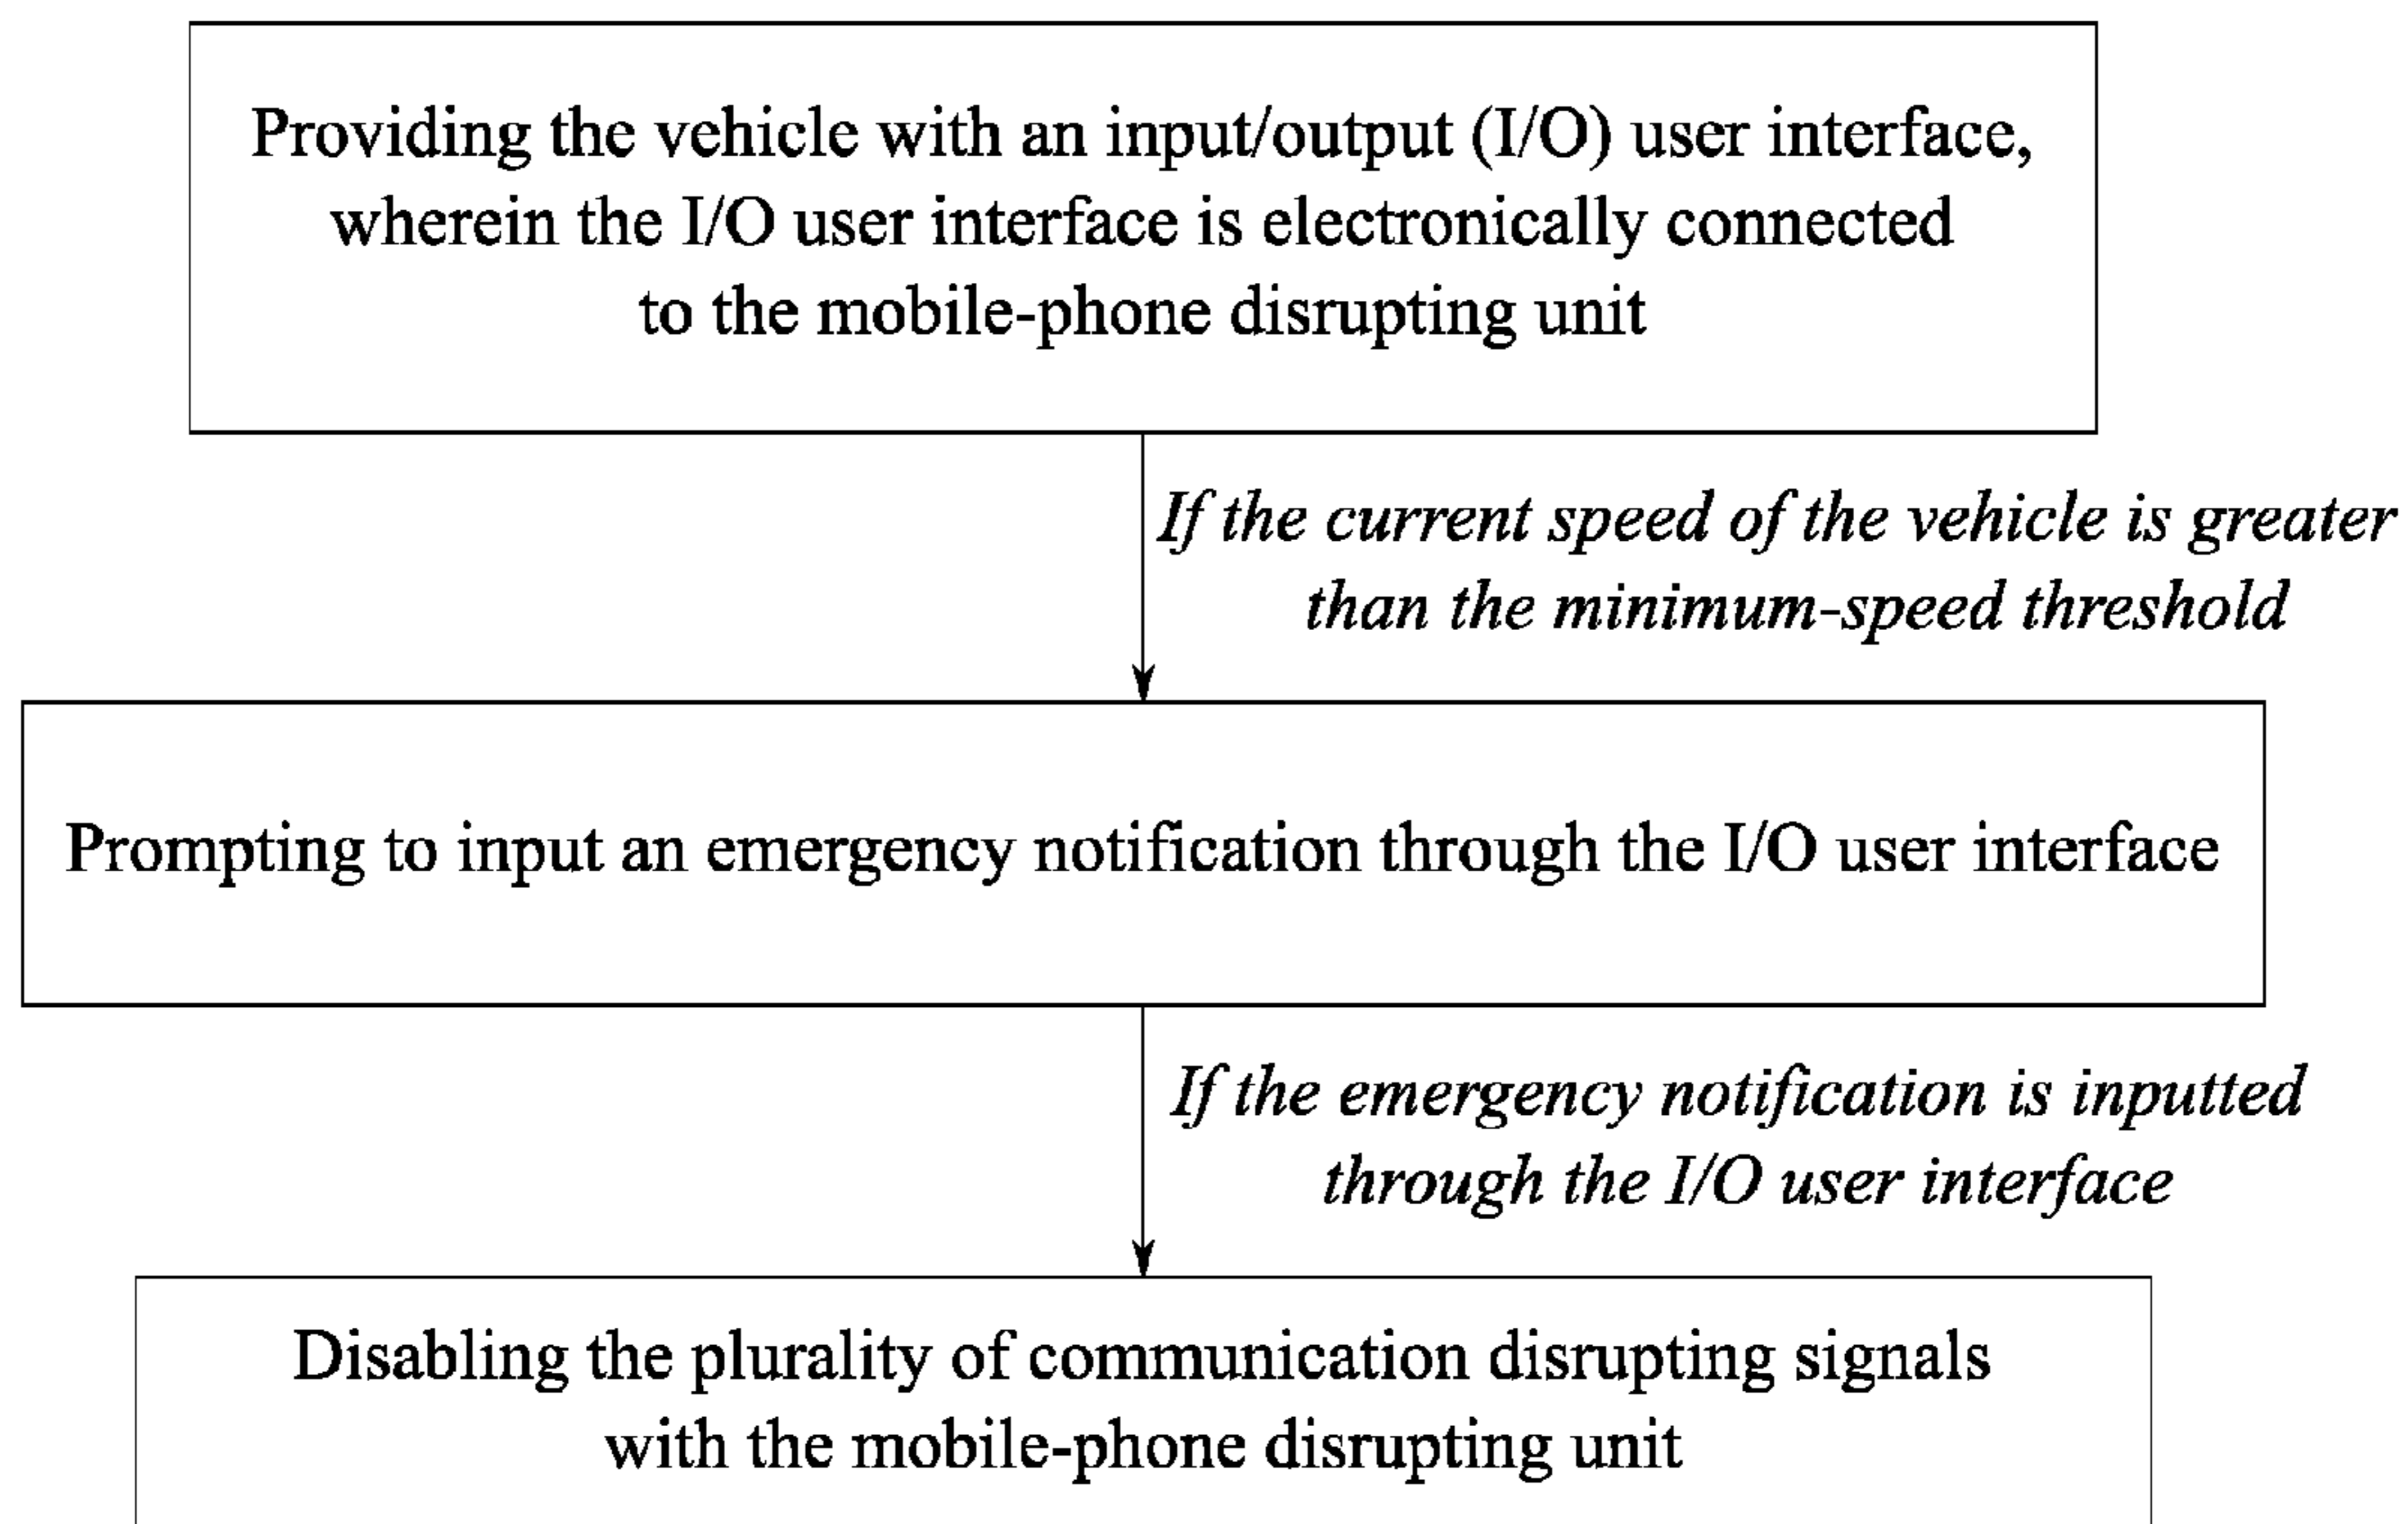 Providing the vehicle with an input/output (I/O) user interface,
wherein the I/O user interface is electronically connected
to the mobile-phone disrupting unit
If the current speed of the vehicle is greater
than the minimum-speed threshold
Prompting to input an emergency notification through the I/O user interface
If the emergency notification is inputted
through the I/O user interface
Disabling the plurality of communication disrupting signals
with the mobile-phone disrupting unit